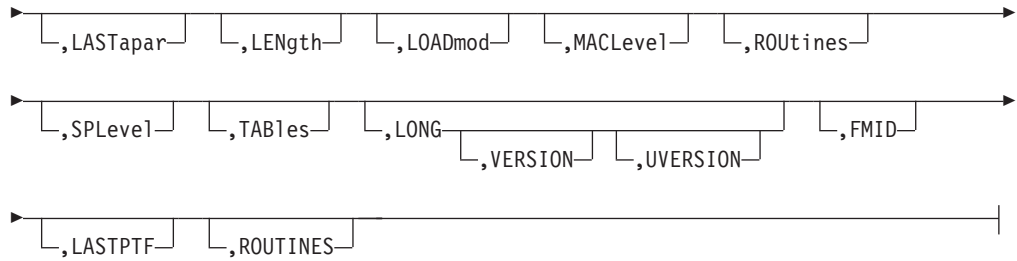 ,LASTapar ,LENgth ,LOADmod ,MACLevel ,ROUtines
,SPLevel ,TABles ,LONG ,FMID
,VERSION ,UVERSION
,LASTPTF ,ROUTINES